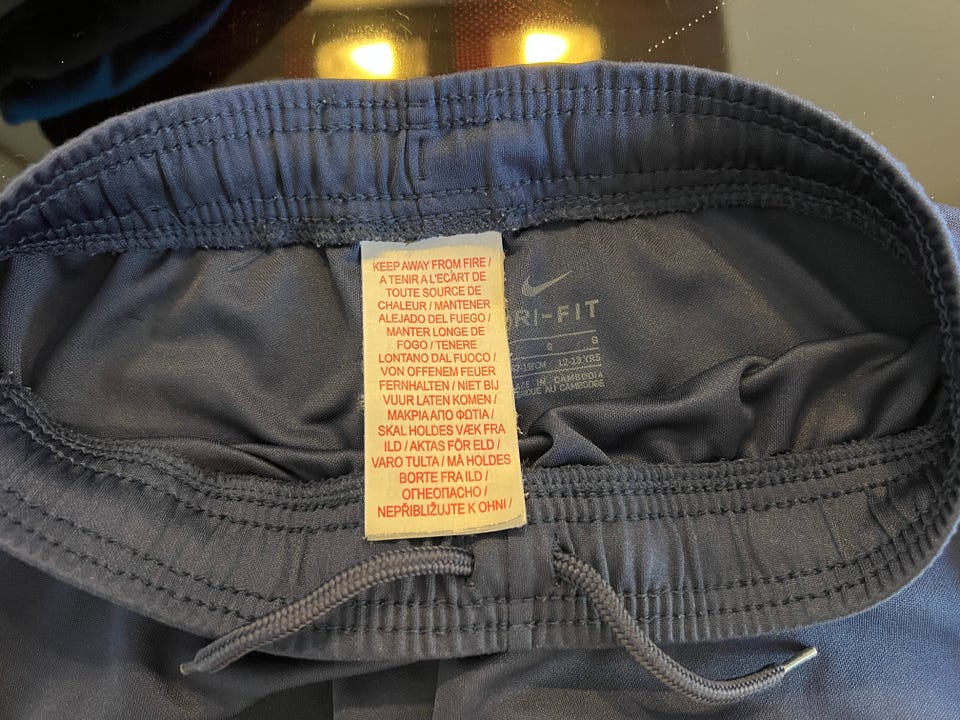 KEEP AWAY FROM FIRE /
A TENIR A L'ECÀRT DE
TOUTE SOURCE DE
CHALEUR / MANTENER
ALEJADO DEL FUEGO /
MANTER LONGE DE
FOGO / TENERE
LONTANO DAL FUOCO /
VON OFFENEM FEUER
FERNHALTEN / NIET BIJ
VUUR LATEN KOMEN /
ΜΑΚΡΙΑ ΑΠΟ ΦΩΤΙΑ /
SKAL HOLDES VÆK FRA
ILD / AKTAS FÖR ELD /
VARO TULTA / MÅ HOLDES
BORTE FRA ILD /
ОГНЕОПАСНО /
NEPŘIBLIŽUJTE K OHNI /
RI-FIT
G G
12-13 YRS
IN CAMBODIA
AU CAMBODGE